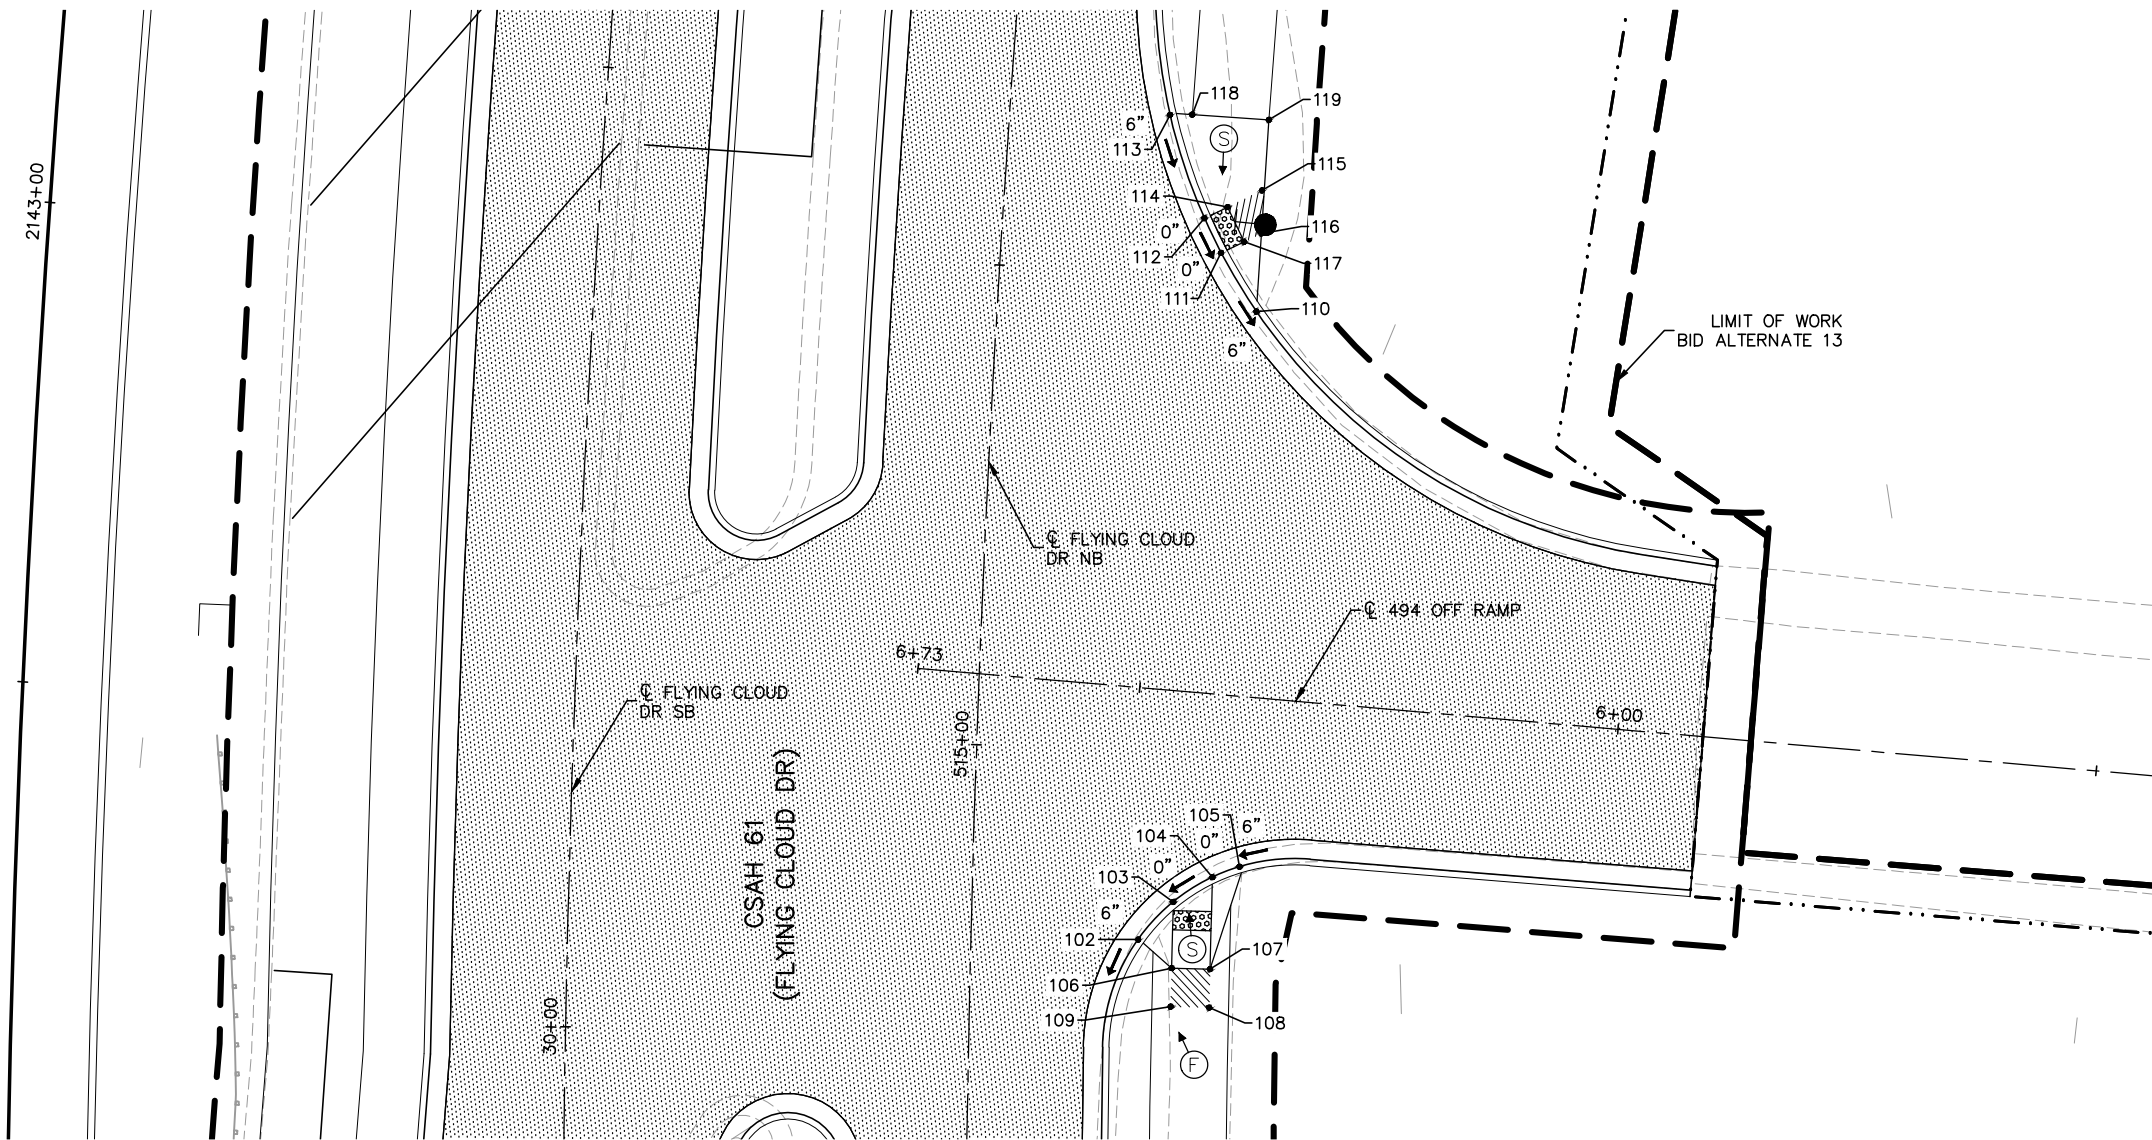 118
119
6"
113
S
2143+00
115
114
0"
116
112
0"
117
111
110
6"
LIMIT OF WORK
BID ALTERNATE 13
℄ FLYING CLOUD
DR NB
℄ 494 OFF RAMP
6+73
℄ FLYING CLOUD
DR SB
6+00
515+00
CSAH 61
(FLYING CLOUD DR)
105
6"
104
0"
0"
103
6"
102
S
107
106
109
108
30+00
F